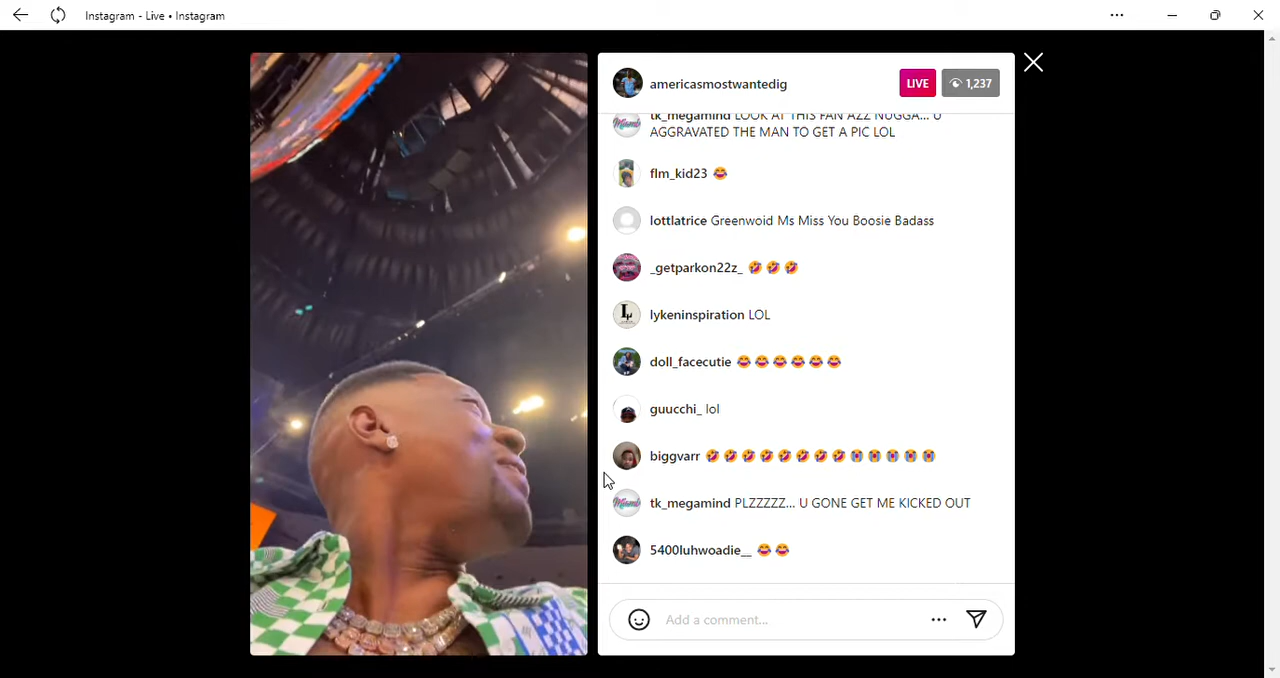 Instagram - Live • Instagram
americasmostwantedig
LIVE
1,237
tk_megamind LOOK AT THIS FAN AZZ NUGGA... U
AGGRAVATED THE MAN TO GET A PIC LOL
flm_kid23 😂
lottlatrice Greenwoid Ms Miss You Boosie Badass
_getparkon22z_ 🤣🤣🤣
lykeninspiration LOL
doll_facecutie 😂😂😂😂😂😂
guucchi_ lol
biggvarr 🤣🤣🤣🤣🤣🤣🤣🤣😭😭😭😭😭
tk_megamind PLZZZZZ... U GONE GET ME KICKED OUT
5400luhwoadie__ 😂😂
Add a comment...